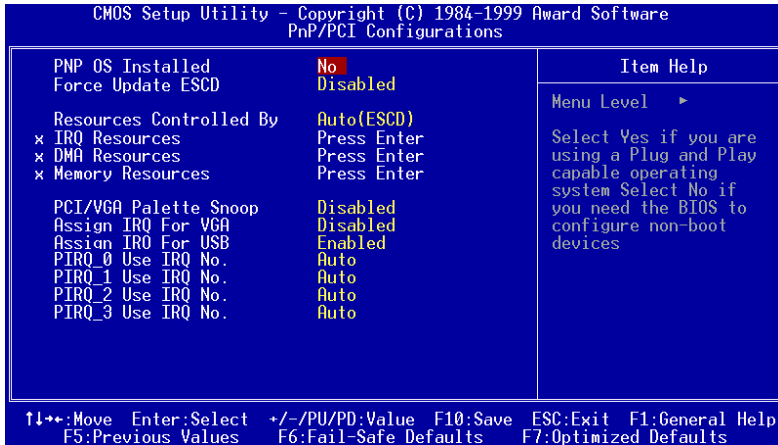 CMOS Setup Utility – Copyright (C) 1984-1999 Award Software
PnP/PCI Configurations
PNP OS Installed No
Force Update ESCD Disabled
Resources Controlled By Auto(ESCD)
x IRQ Resources Press Enter
x DMA Resources Press Enter
x Memory Resources Press Enter
PCI/VGA Palette Snoop Disabled
Assign IRQ For VGA Disabled
Assign IRQ For USB Enabled
PIRQ_0 Use IRQ No. Auto
PIRQ_1 Use IRQ No. Auto
PIRQ_2 Use IRQ No. Auto
PIRQ_3 Use IRQ No. Auto
Item Help
Menu Level ►
Select Yes if you are
using a Plug and Play
capable operating
system Select No if
you need the BIOS to
configure non-boot
devices
↑↓→←:Move Enter:Select +/-/PU/PD:Value F10:Save ESC:Exit F1:General Help
F5:Previous Values F6:Fail-Safe Defaults F7:Optimized Defaults